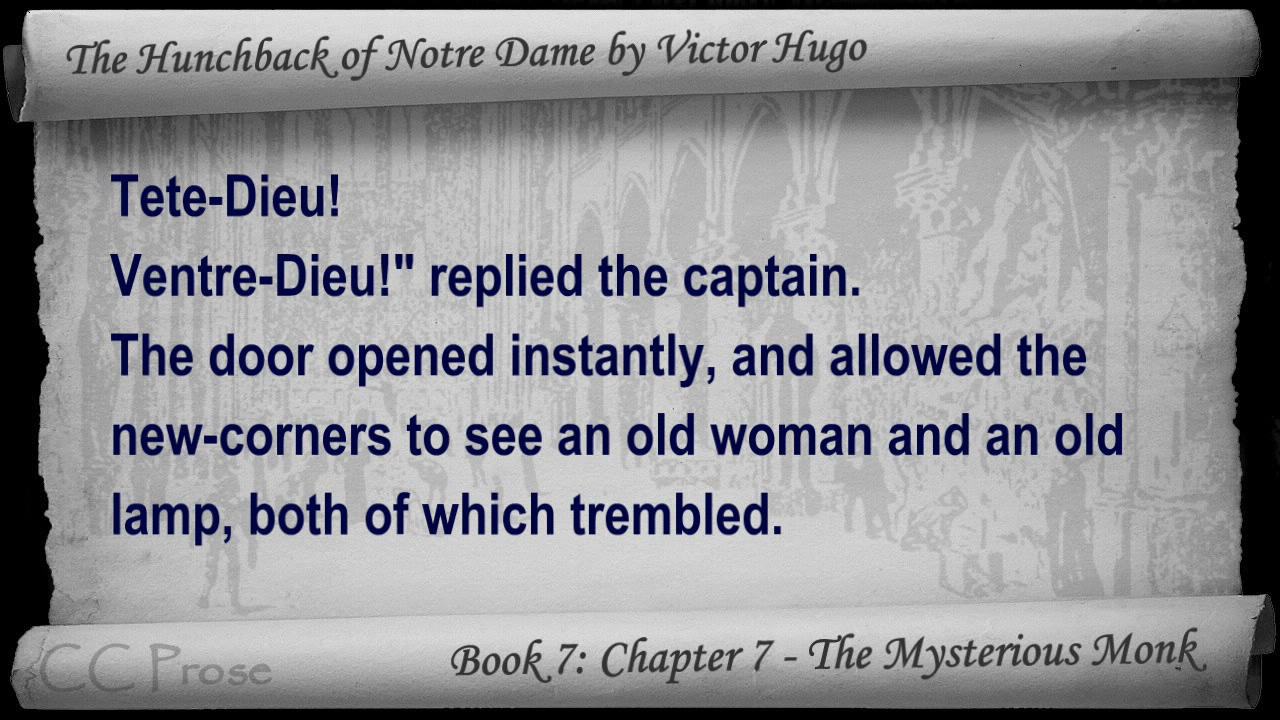 The Hunchback of Notre Dame by Victor Hugo
Tete-Dieu!
Ventre-Dieu!" replied the captain.
The door opened instantly, and allowed the
new-corners to see an old woman and an old
lamp, both of which trembled.
CC Prose
Book 7: Chapter 7 - The Mysterious Monk